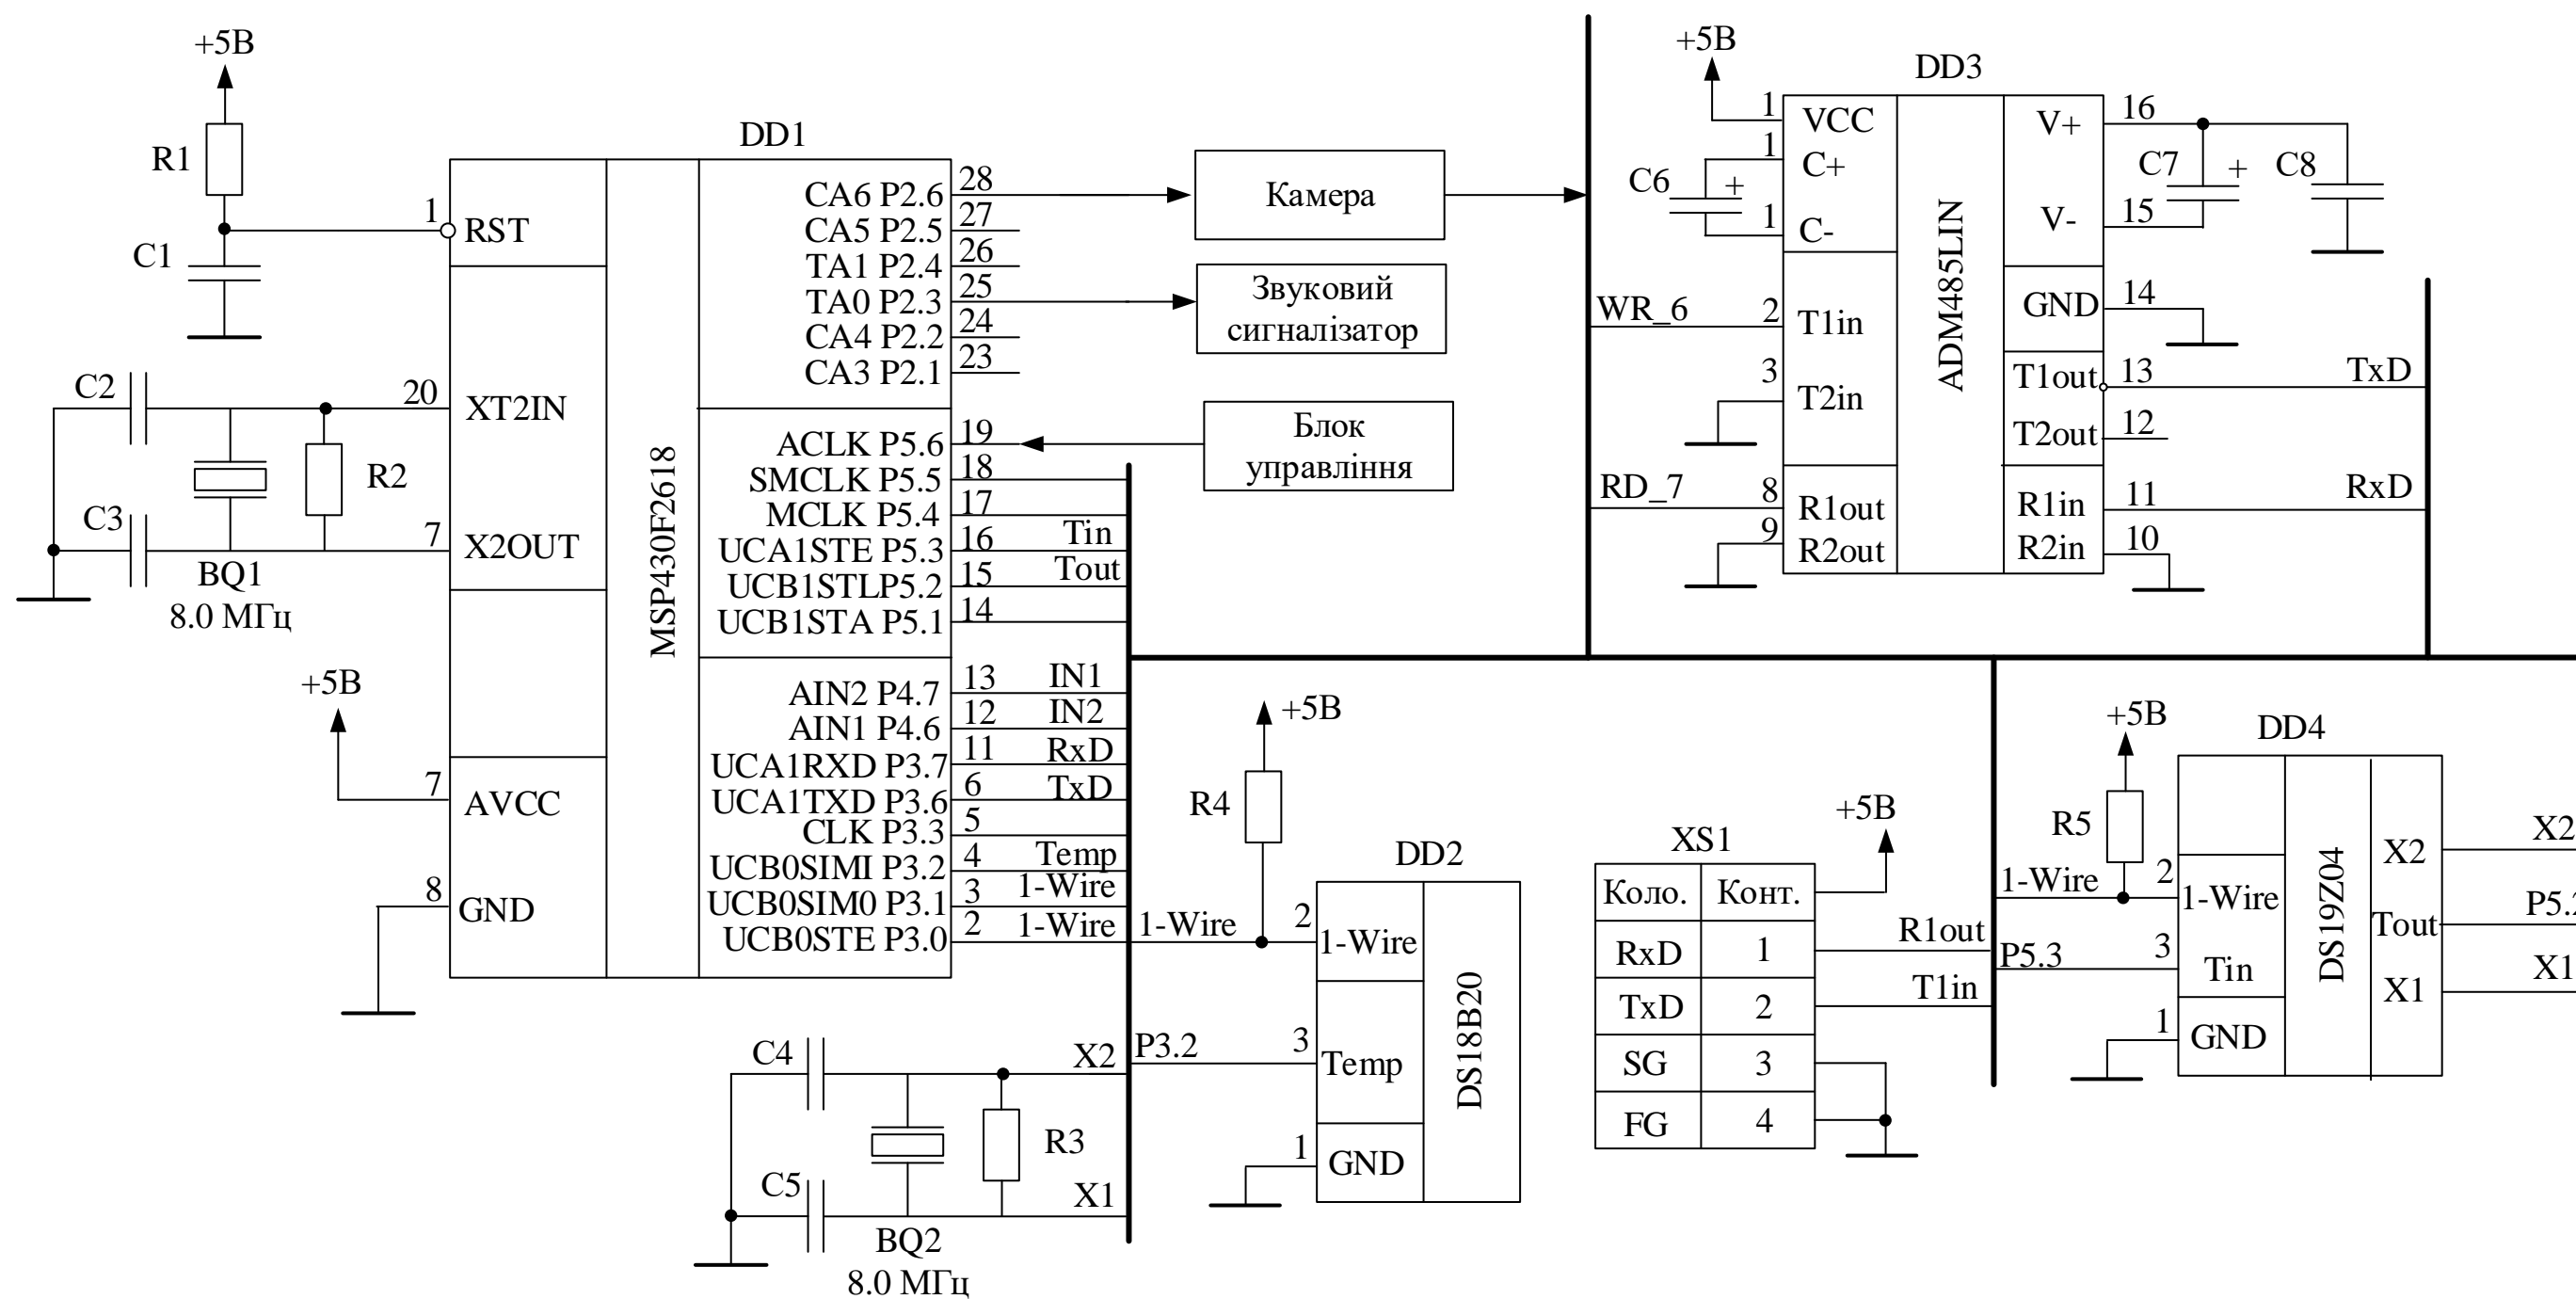 +5В
R1
C1
1
RST
C2
20
XT2IN
R2
C3
7
X2OUT
BQ1
8.0 МГц
+5В
7
AVCC
8
GND
DD1
MSP430F2618
CA6 P2.6 28
CA5 P2.5 27
TA1 P2.4 26
TA0 P2.3 25
CA4 P2.2 24
CA3 P2.1 23
ACLK P5.6 19
SMCLK P5.5 18
MCLK P5.4 17
UCA1STE P5.3 16 Tin
UCB1STLP5.2 15 Tout
UCB1STA P5.1 14
AIN2 P4.7 13 IN1
AIN1 P4.6 12 IN2
UCA1RXD P3.7 11 RxD
UCA1TXD P3.6 6 TxD
CLK P3.3 5
UCB0SIMI P3.2 4 Temp
UCB0SIM0 P3.1 3 1-Wire
UCB0STE P3.0 2 1-Wire
Камера
Звуковий
сигналізатор
Блок
управління
+5В
DD3
ADM485LIN
1 VCC
1 C+
C6 +
1 C-
WR_6 2 T1in
3 T2in
RD_7 8 R1out
9 R2out
V+ 16
C7 +
C8
V- 15
GND 14
T1out 13 TxD
T2out 12
R1in 11 RxD
R2in 10
C4
X2
R3
C5
X1
BQ2
8.0 МГц
+5В
R4
DD2
DS18B20
1-Wire 2 1-Wire
P3.2 3 Temp
1 GND
XS1
+5В
Коло. Конт.
RxD 1 R1out
TxD 2 T1in
SG 3
FG 4
+5В
R5
DD4
DS19Z04
1-Wire 2 1-Wire
P5.3 3 Tin
1 GND
X2 X2
Tout P5.2
X1 X1